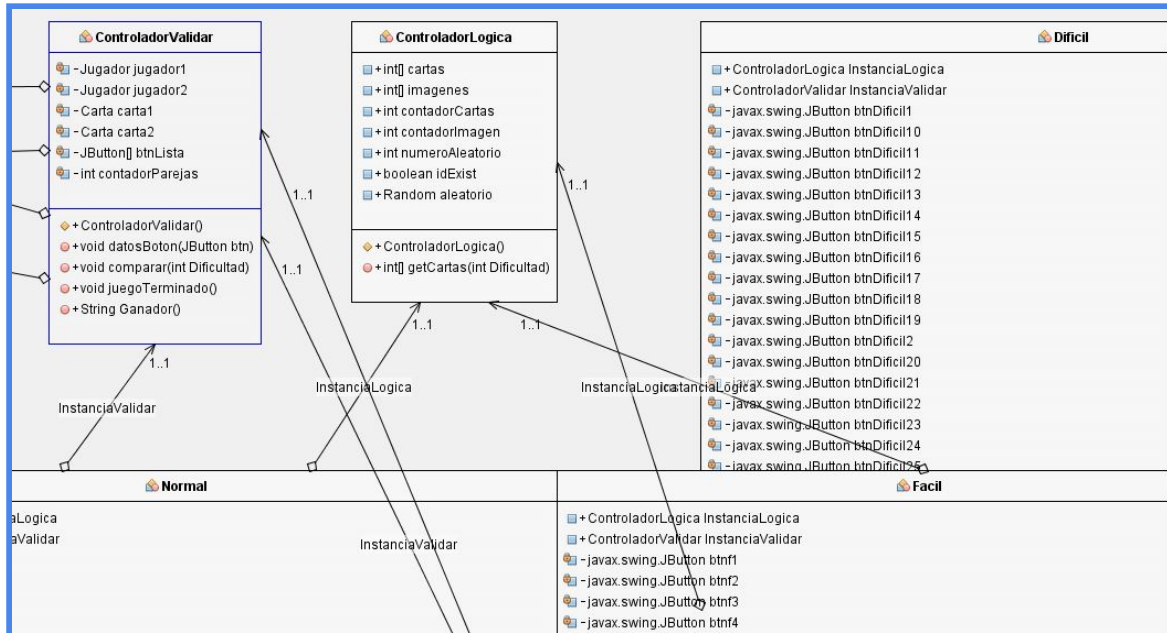 ControladorValidar
- Jugador jugador1
- Jugador jugador2
- Carta carta1
- Carta carta2
- JButton[] btnLista
- int contadorParejas
+ ControladorValidar()
+ void datosBoton(JButton btn)
+ void comparar(int Dificultad)
+ void juegoTerminado()
+ String Ganador()
ControladorLogica
+ int[] cartas
+ int[] imagenes
+ int contadorCartas
+ int contadorImagen
+ int numeroAleatorio
+ boolean idExist
+ Random aleatorio
+ ControladorLogica()
+ int[] getCartas(int Dificultad)
Dificil
+ ControladorLogica InstanciaLogica
+ ControladorValidar InstanciaValidar
- javax.swing.JButton btnDificil1
- javax.swing.JButton btnDificil10
- javax.swing.JButton btnDificil11
- javax.swing.JButton btnDificil12
- javax.swing.JButton btnDificil13
- javax.swing.JButton btnDificil14
- javax.swing.JButton btnDificil15
- javax.swing.JButton btnDificil16
- javax.swing.JButton btnDificil17
- javax.swing.JButton btnDificil18
- javax.swing.JButton btnDificil19
- javax.swing.JButton btnDificil2
- javax.swing.JButton btnDificil20
- javax.swing.JButton btnDificil21
- javax.swing.JButton btnDificil22
- javax.swing.JButton btnDificil23
- javax.swing.JButton btnDificil24
- javax.swing.JButton btnDificil25
1..1
1..1
1..1
1..1
1..1
1..1
InstanciaValidar
InstanciaLogica
InstanciaLogica
InstanciaLogica
InstanciaValidar
Normal
aLogica
aValidar
Facil
+ ControladorLogica InstanciaLogica
+ ControladorValidar InstanciaValidar
- javax.swing.JButton btnf1
- javax.swing.JButton btnf2
- javax.swing.JButton btnf3
- javax.swing.JButton btnf4